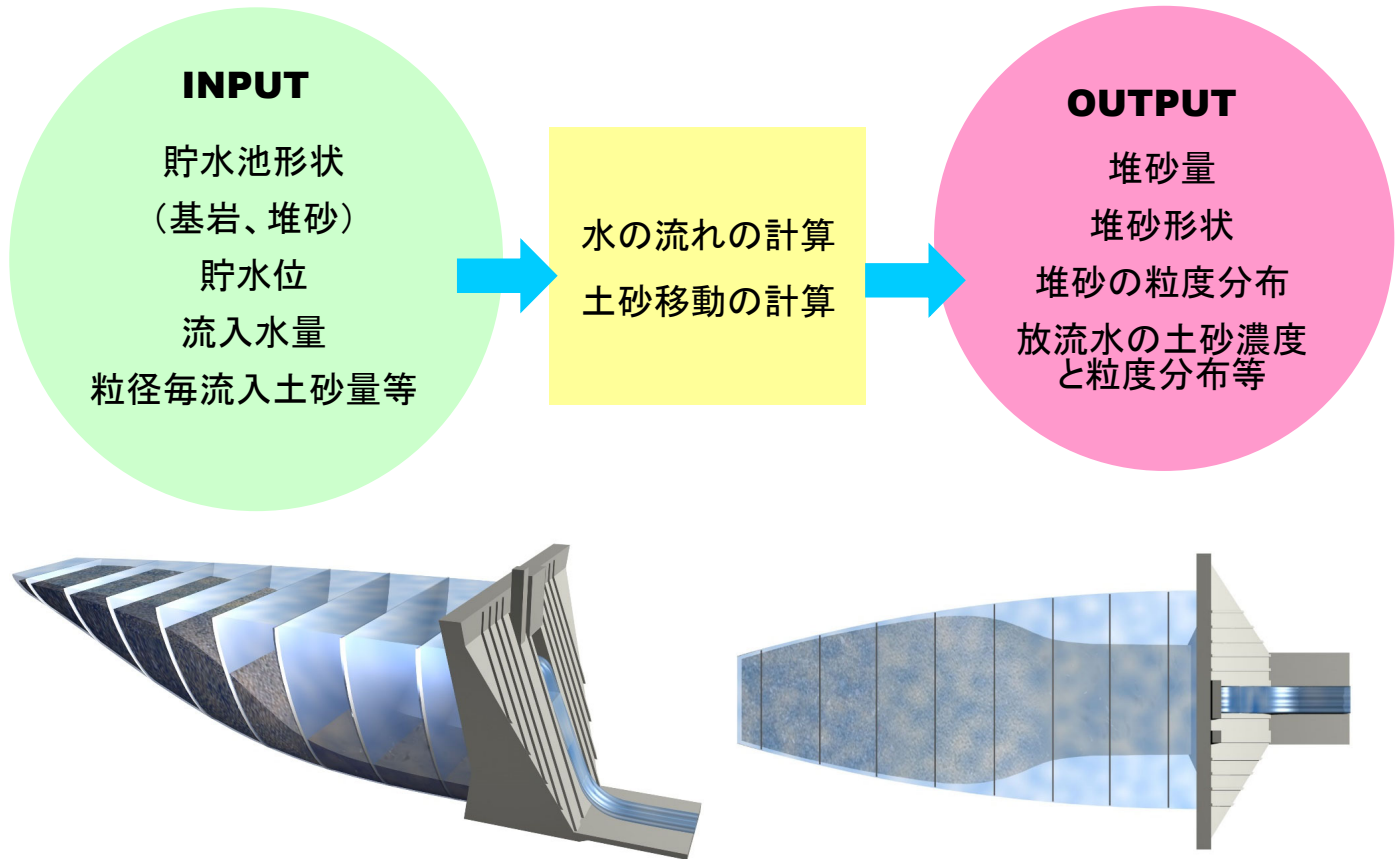 INPUT
貯水池形状
（基岩、堆砂）
貯水位
流入水量
粒径毎流入土砂量等
水の流れの計算
土砂移動の計算
OUTPUT
堆砂量
堆砂形状
堆砂の粒度分布
放流水の土砂濃度
と粒度分布等